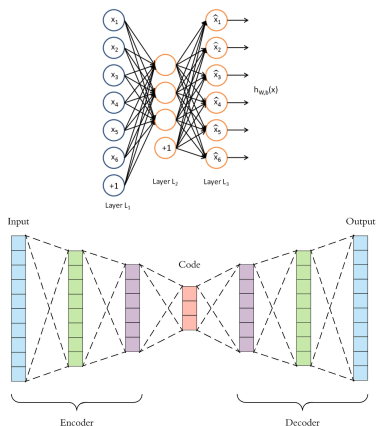 x₁ x̂₁
x₂ x̂₂
x₃ x̂₃
x₄ x̂₄
x₅ x̂₅
x₆ +1 x̂₆
+1
h_W,b(x)
Layer L₁
Layer L₂
Layer L₃
Input
Output
Code
Encoder
Decoder